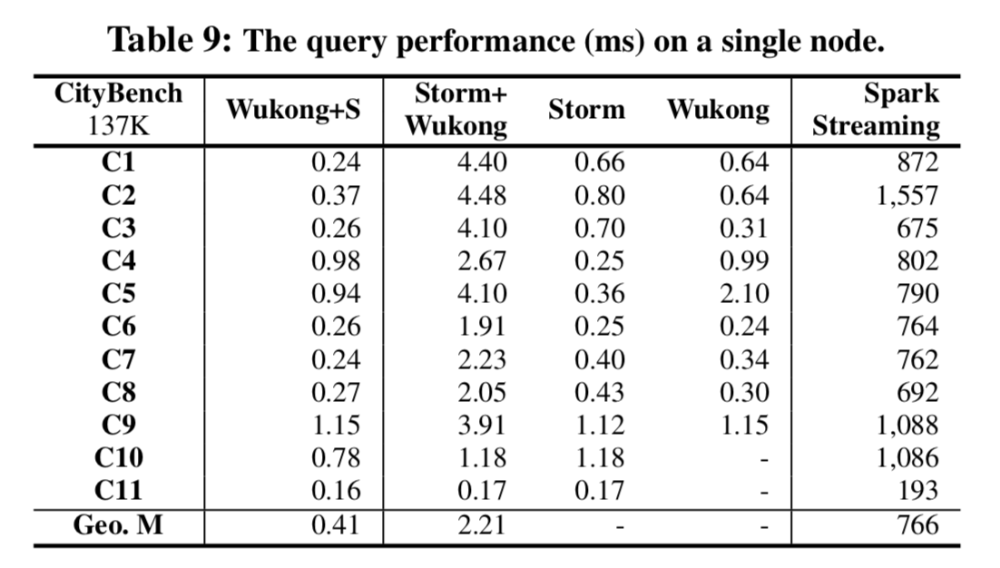 Table 9: The query performance (ms) on a single node.
CityBench 137K Wukong+S Storm+ Wukong Storm Wukong Spark Streaming
C1 0.24 4.40 0.66 0.64 872
C2 0.37 4.48 0.80 0.64 1,557
C3 0.26 4.10 0.70 0.31 675
C4 0.98 2.67 0.25 0.99 802
C5 0.94 4.10 0.36 2.10 790
C6 0.26 1.91 0.25 0.24 764
C7 0.24 2.23 0.40 0.34 762
C8 0.27 2.05 0.43 0.30 692
C9 1.15 3.91 1.12 1.15 1,088
C10 0.78 1.18 1.18 - 1,086
C11 0.16 0.17 0.17 - 193
Geo. M 0.41 2.21 - - 766